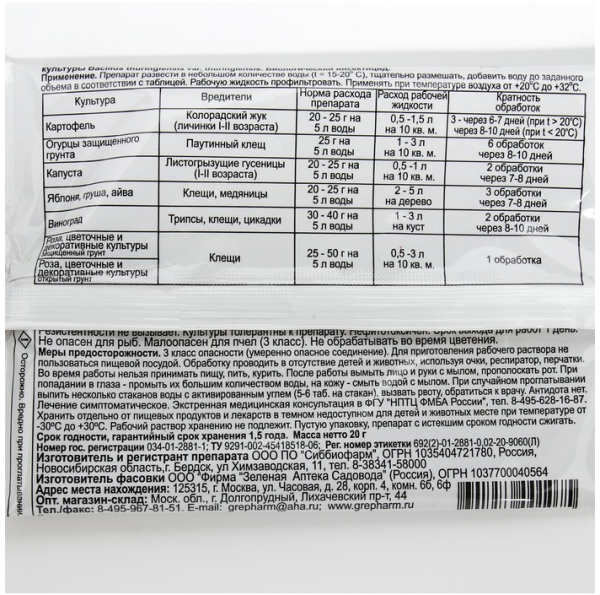 культуры Bacillus thuringiensis var. thuringiensis. Биологический инсектицид.
Применение. Препарат развести в небольшом количестве воды (t = 15-20° C), тщательно размешать, добавить воду до заданного
объема в соответствии с таблицей. Рабочую жидкость профильтровать. Применять при температуре воздуха от +20°С до +32°С.
Культура Вредители Норма расхода препарата Расход рабочей жидкости Кратность обработок
Картофель Колорадский жук (личинки I-II возраста) 20 - 25 г на 5 л воды 0,5 -1,5 л на 10 кв. м. 3 - через 6-7 дней (при t > 20°С) через 8-10 дней (при t < 20°С)
Огурцы защищенного грунта Паутинный клещ 25 г на 5 л воды 1 - 3 л на 10 кв. м. 6 обработок через 8-10 дней
Капуста Листогрызущие гусеницы (I-II возраста) 20 - 25 г на 5 л воды 0,5 -1 л на 10 кв. м. 2 обработки через 7-8 дней
Яблоня, груша, айва Клещи, медяницы 20 - 25 г на 5 л воды 2 - 5 л на дерево 3 обработки через 7-8 дней
Виноград Трипсы, клещи, цикадки 30 - 40 г на 5 л воды 1 - 3 л на куст 2 обработки через 8-10 дней
Роза, цветочные и
декоративные культуры
защищенный грунт
Роза, цветочные и
декоративные культуры
открытый грунт
Клещи 25 - 50 г на 5 л воды 0,5 -3 л на 10 кв. м. 1 обработка
Резистентности не вызывает. Культуры толерантны к препарату. Нефитотоксичен. Срок выхода для работ 1 день.
Не опасен для рыб. Малоопасен для пчел (3 класс). Не обрабатывать во время цветения.
Меры предосторожности. 3 класс опасности (умеренно опасное соединение). Для приготовления рабочего раствора не
пользоваться пищевой посудой. Обработку проводить в отсутствие детей и животных, используя очки, респиратор, перчатки.
Во время работы нельзя принимать пищу, пить, курить. После работы вымыть лицо и руки с мылом, прополоскать рот. При
попадании в глаза - промыть их большим количеством воды, на кожу - смыть водой с мылом. При случайном проглатывании
выпить несколько стаканов воды с активированным углем (5-6 таб. на стакан), вызвать рвоту, обратиться к врачу. Антидота нет.
Лечение симптоматическое. Экстренная медицинская консультация в ФГУ "НПТЦ ФМБА России", тел. 8-495-628-16-87.
Хранить отдельно от пищевых продуктов и лекарств в темном недоступном для детей и животных месте при температуре от
-30°С до +30°С. Рабочий раствор хранению не подлежит. Пустую упаковку, препарат с истекшим сроком годности сжигать.
Срок годности, гарантийный срок хранения 1,5 года. Масса нетто 20 г
Номер гос. регистрации 034-01-2881-1; ТУ 9291-002-45418518-06; Рег. номер этикетки 692(2)-01-2881-0,02-20-9060(Л)
Изготовитель и регистрант препарата ООО ПО "Сиббиофарм", ОГРН 1035404721780, Россия,
Новосибирская область,г. Бердск, ул Химзаводская, 11, тел. 8-38341-58000
Изготовитель фасовки ООО "Фирма "Зеленая Аптека Садовода" (Россия), ОГРН 1037700040564
Адрес места нахождения: 125315, г. Москва, ул. Часовая, д. 28, корп. 4, комн. 6б, 6ф
Опт. магазин-склад: Моск. обл., г. Долгопрудный, Лихачевский пр-т, 44
Тел./факс: 8-495-967-81-51. E-mail: grepharm@aha.ru; www.grepharm.ru
Осторожно. Вредно при проглатывании